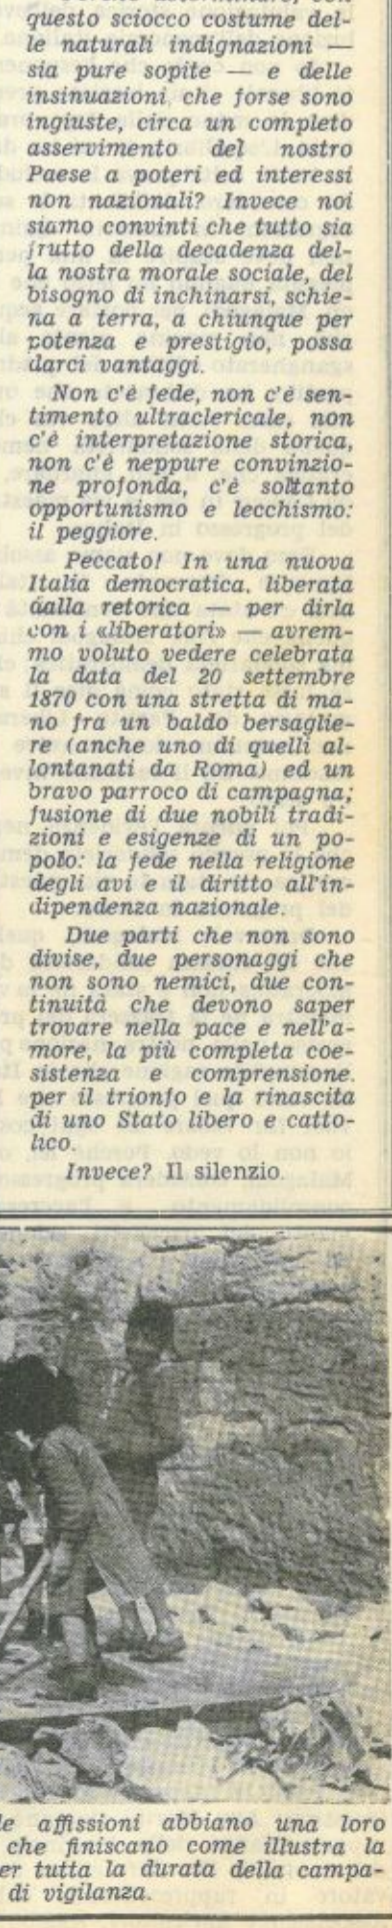 questo sciocco costume del-
le naturali indignazioni —
sia pure sopite — e delle
insinuazioni, che forse sono
ingiuste, circa un completo
asservimento del nostro
Paese a poteri ed interessi
non nazionali? Invece noi
siamo convinti che tutto sia
frutto della decadenza del-
la nostra morale sociale, del
bisogno di inchinarsi, schie-
na a terra, a chiunque per
potenza e prestigio, possa
darci vantaggi.
Non c'è fede, non c'è sen-
timento ultraclericale, non
c'è interpretazione storica,
non c'è neppure convinzio-
ne profonda, c'è soltanto
opportunismo e lecchismo:
il peggiore.
Peccato! In una nuova
Italia democratica. liberata
dalla retorica — per dirla
con i «liberatori» — avrem-
mo voluto vedere celebrata
la data del 20 settembre
1870 con una stretta di ma-
no fra un baldo bersaglie-
re (anche uno di quelli al-
lontanati da Roma) ed un
bravo parroco di campagna;
fusione di due nobili tradi-
zioni e esigenze di un po-
polo: la fede nella religione
degli avi e il diritto all'in-
dipendenza nazionale.
Due parti che non sono
divise, due personaggi che
non sono nemici, due con-
tinuità che devono saper
trovare nella pace e nell'a-
more, la più completa coe-
sistenza e comprensione.
per il trionfo e la rinascita
di uno Stato libero e catto-
lico.
Invece? Il silenzio.
le affissioni abbiano una loro
che finiscano come illustra la
er tutta la durata della campa-
di vigilanza.